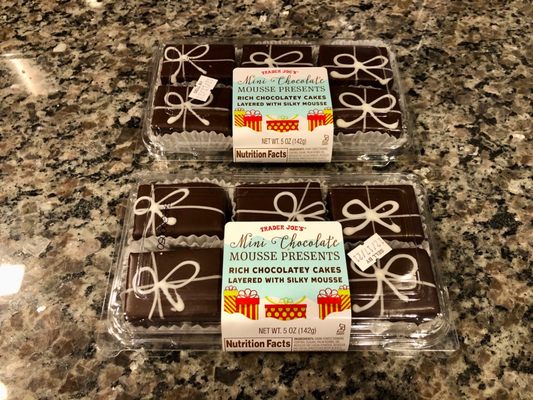 TRADER JOE'S
Mini Chocolate
MOUSSE PRESENTS
RICH CHOCOLATEY CAKES
LAYERED WITH SILKY MOUSSE
NET WT. 5 OZ (142g)
Nutrition Facts
TRADER JOE'S
Mini Chocolate
MOUSSE PRESENTS
RICH CHOCOLATEY CAKES
LAYERED WITH SILKY MOUSSE
NET WT. 5 OZ (142g)
Nutrition Facts
SELL BY